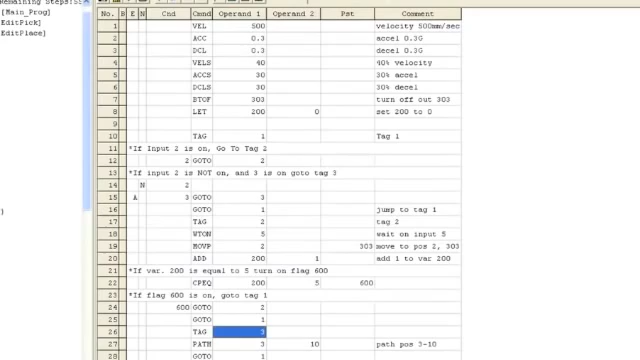 [Main_Prog]
EditPick]
EditPlace]
No. B E N Cnd Cmnd Operand 1 Operand 2 Pst Comment
1 VEL 500 velocity 500mm/sec
2 ACC 0.3 accel 0.3G
3 DCL 0.3 decel 0.3G
4 VELS 40 40% velocity
5 ACCS 30 30% accel
6 DCLS 30 30% decel
7 BTOF 303 turn off out 303
8 LET 200 0 set 200 to 0
9
10 TAG 1 Tag 1
11 *If Input 2 is on, Go To Tag 2
12 2 GOTO 2
13 *If input 2 is NOT on, and 3 is on goto tag 3
14 N 2
15 A 3 GOTO 3
16 GOTO 1 jump to tag 1
17 TAG 2 tag 2
18 WTON 5 wait on input 5
19 MOVP 2 303 move to pos 2, 303
20 ADD 200 1 add 1 to var 200
21 *If var. 200 is equal to 5 turn on flag 600
22 CPEQ 200 5 600
23 *If flag 600 is on, goto tag 1
24 600 GOTO 2
25 GOTO 1
26 TAG 3
27 PATH 3 10 path pos 3-10
28 GOTO 1